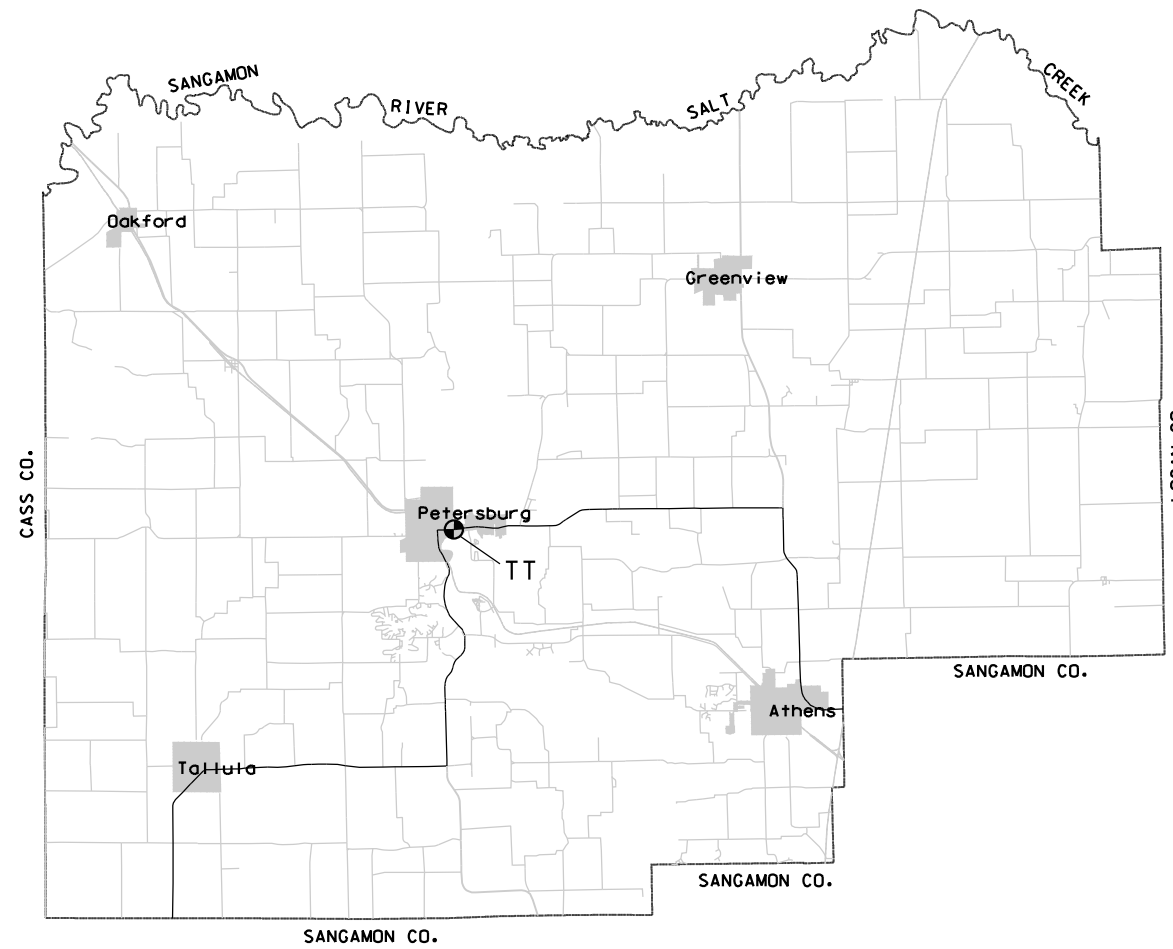 SANGAMON
RIVER
SALT
CREEK
Oakford
Greenview
CASS CO.
Petersburg
TT
SANGAMON CO.
Athens
Tallula
SANGAMON CO.
SANGAMON CO.